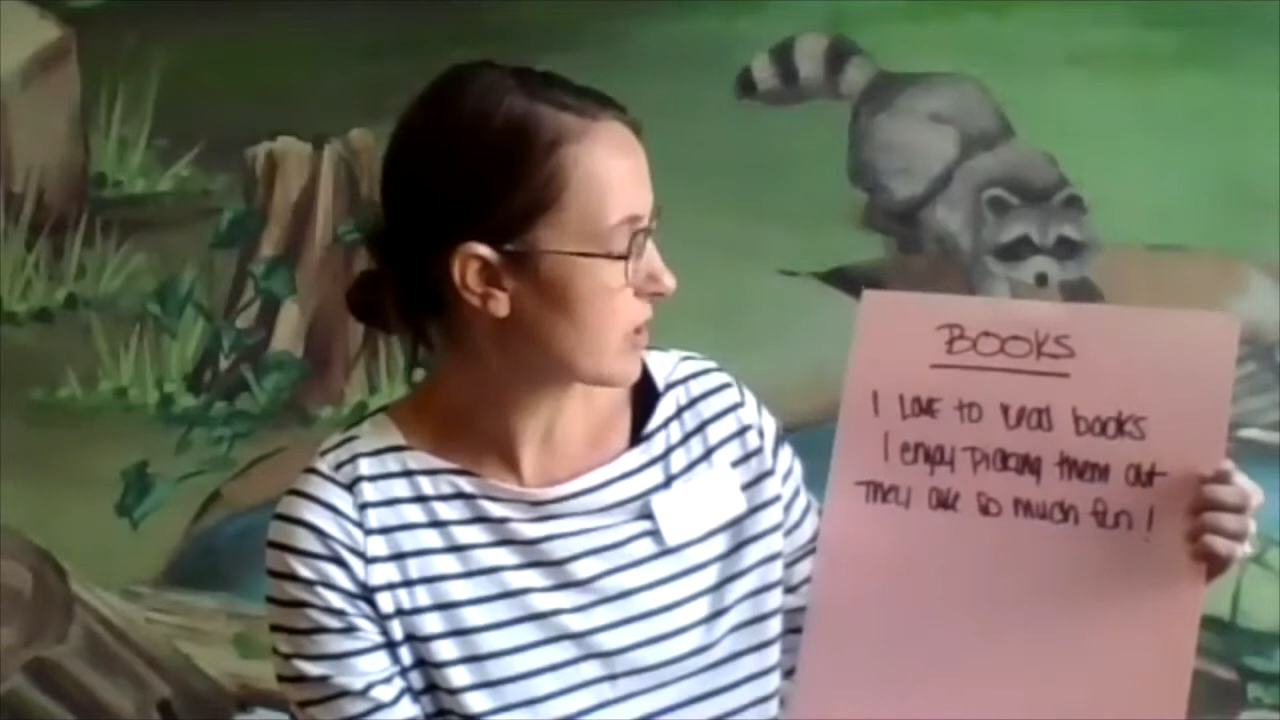 BOOKS
I LOVE to read books
I enjoy Picking them out
They are so much fun!